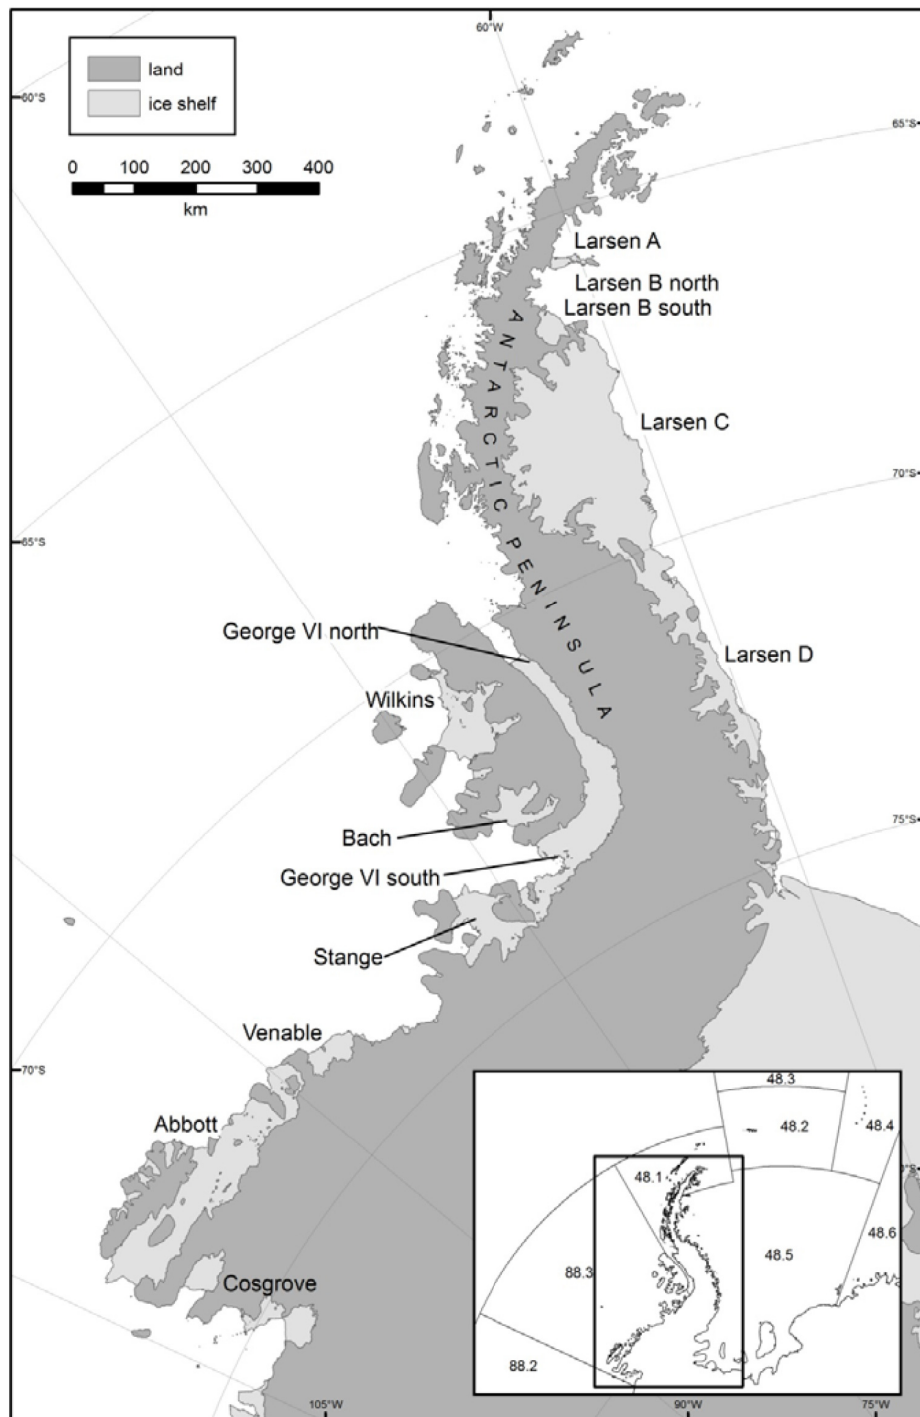 60°W
land
ice shelf
60°S
65°S
0 100 200 300 400
km
Larsen A
Larsen B north
Larsen B south
ANTARCTIC PENINSULA
Larsen C
70°S
65°S
George VI north
Larsen D
Wilkins
75°S
Bach
George VI south
Stange
Venable
70°S
Abbott
48.3
48.2
48.4
48.1
48.6
48.5
88.3
Cosgrove
88.2
105°W
90°W
75°W